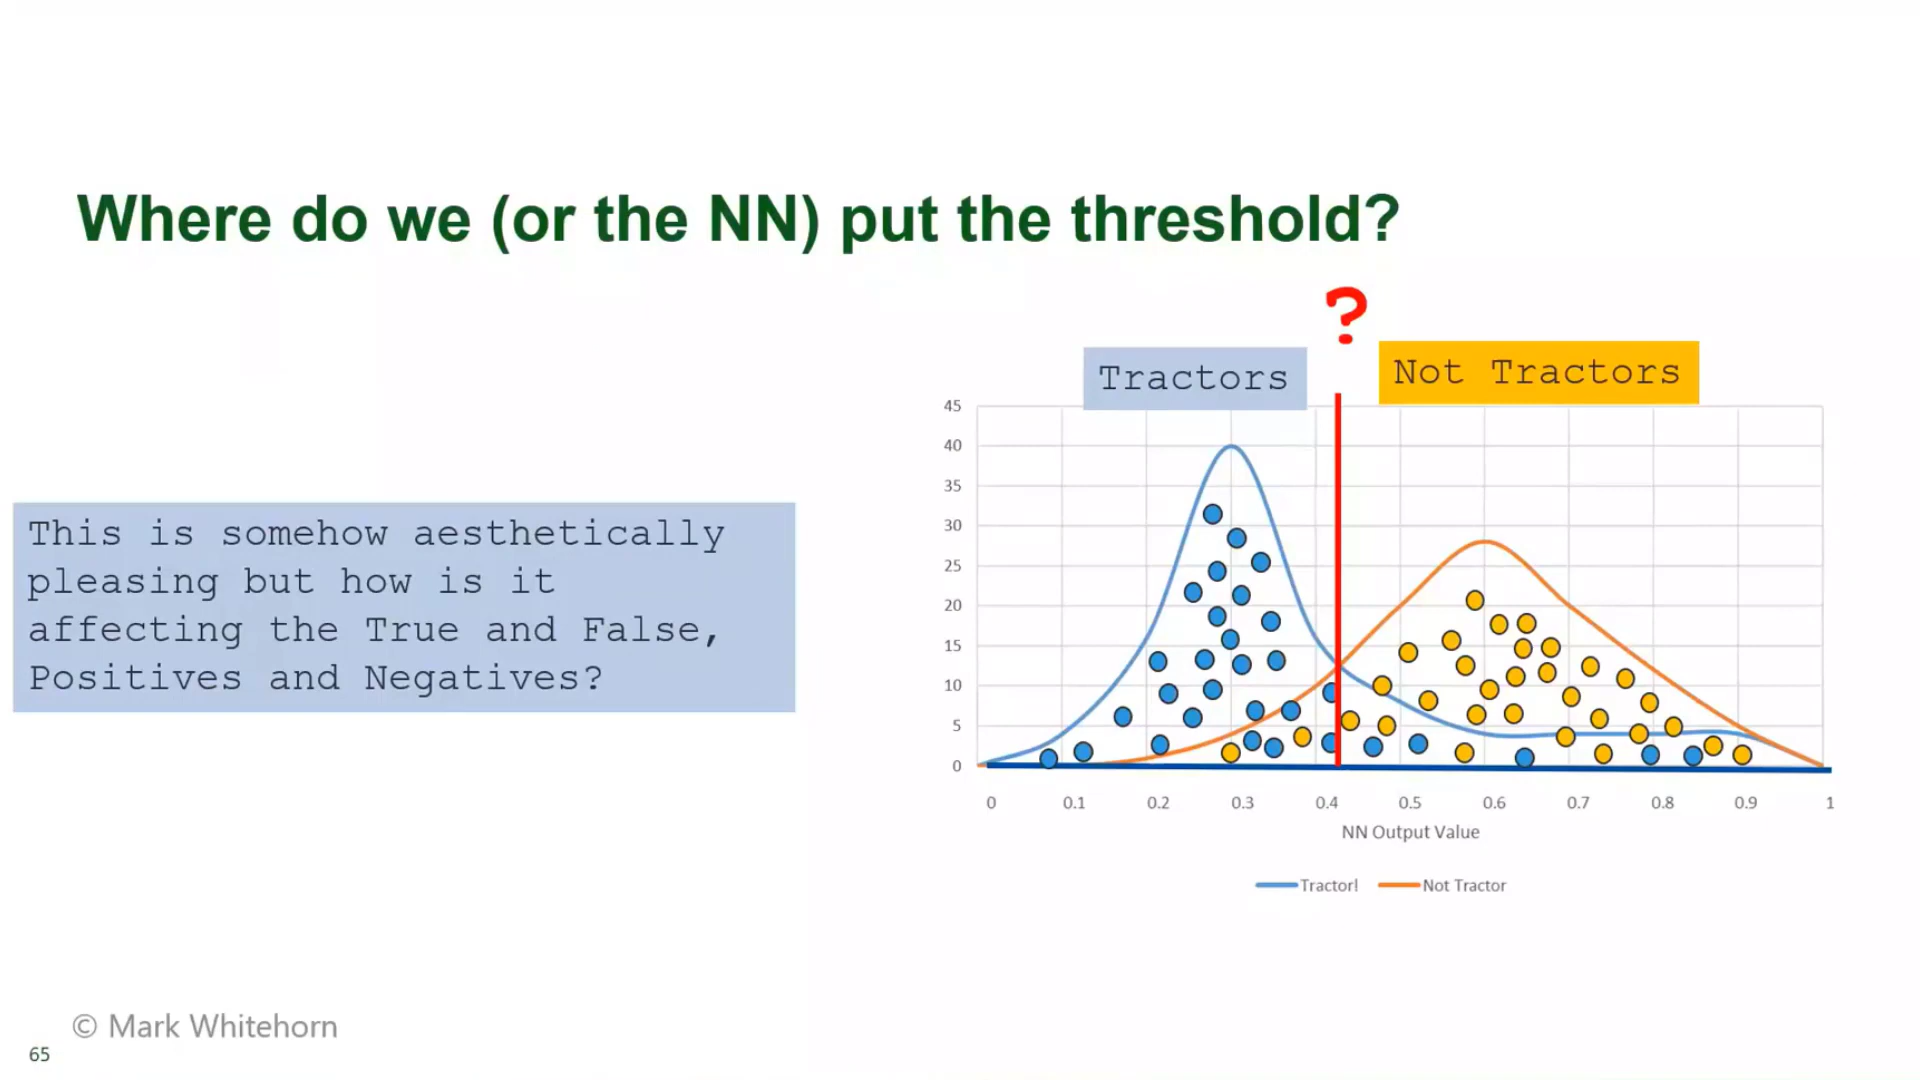 Where do we (or the NN) put the threshold?
?
Tractors
Not Tractors
This is somehow aesthetically
pleasing but how is it
affecting the True and False,
Positives and Negatives?
45
40
35
30
25
20
15
10
5
0
0 0.1 0.2 0.3 0.4 0.5 0.6 0.7 0.8 0.9 1
NN Output Value
Tractor! Not Tractor
© Mark Whitehorn
65